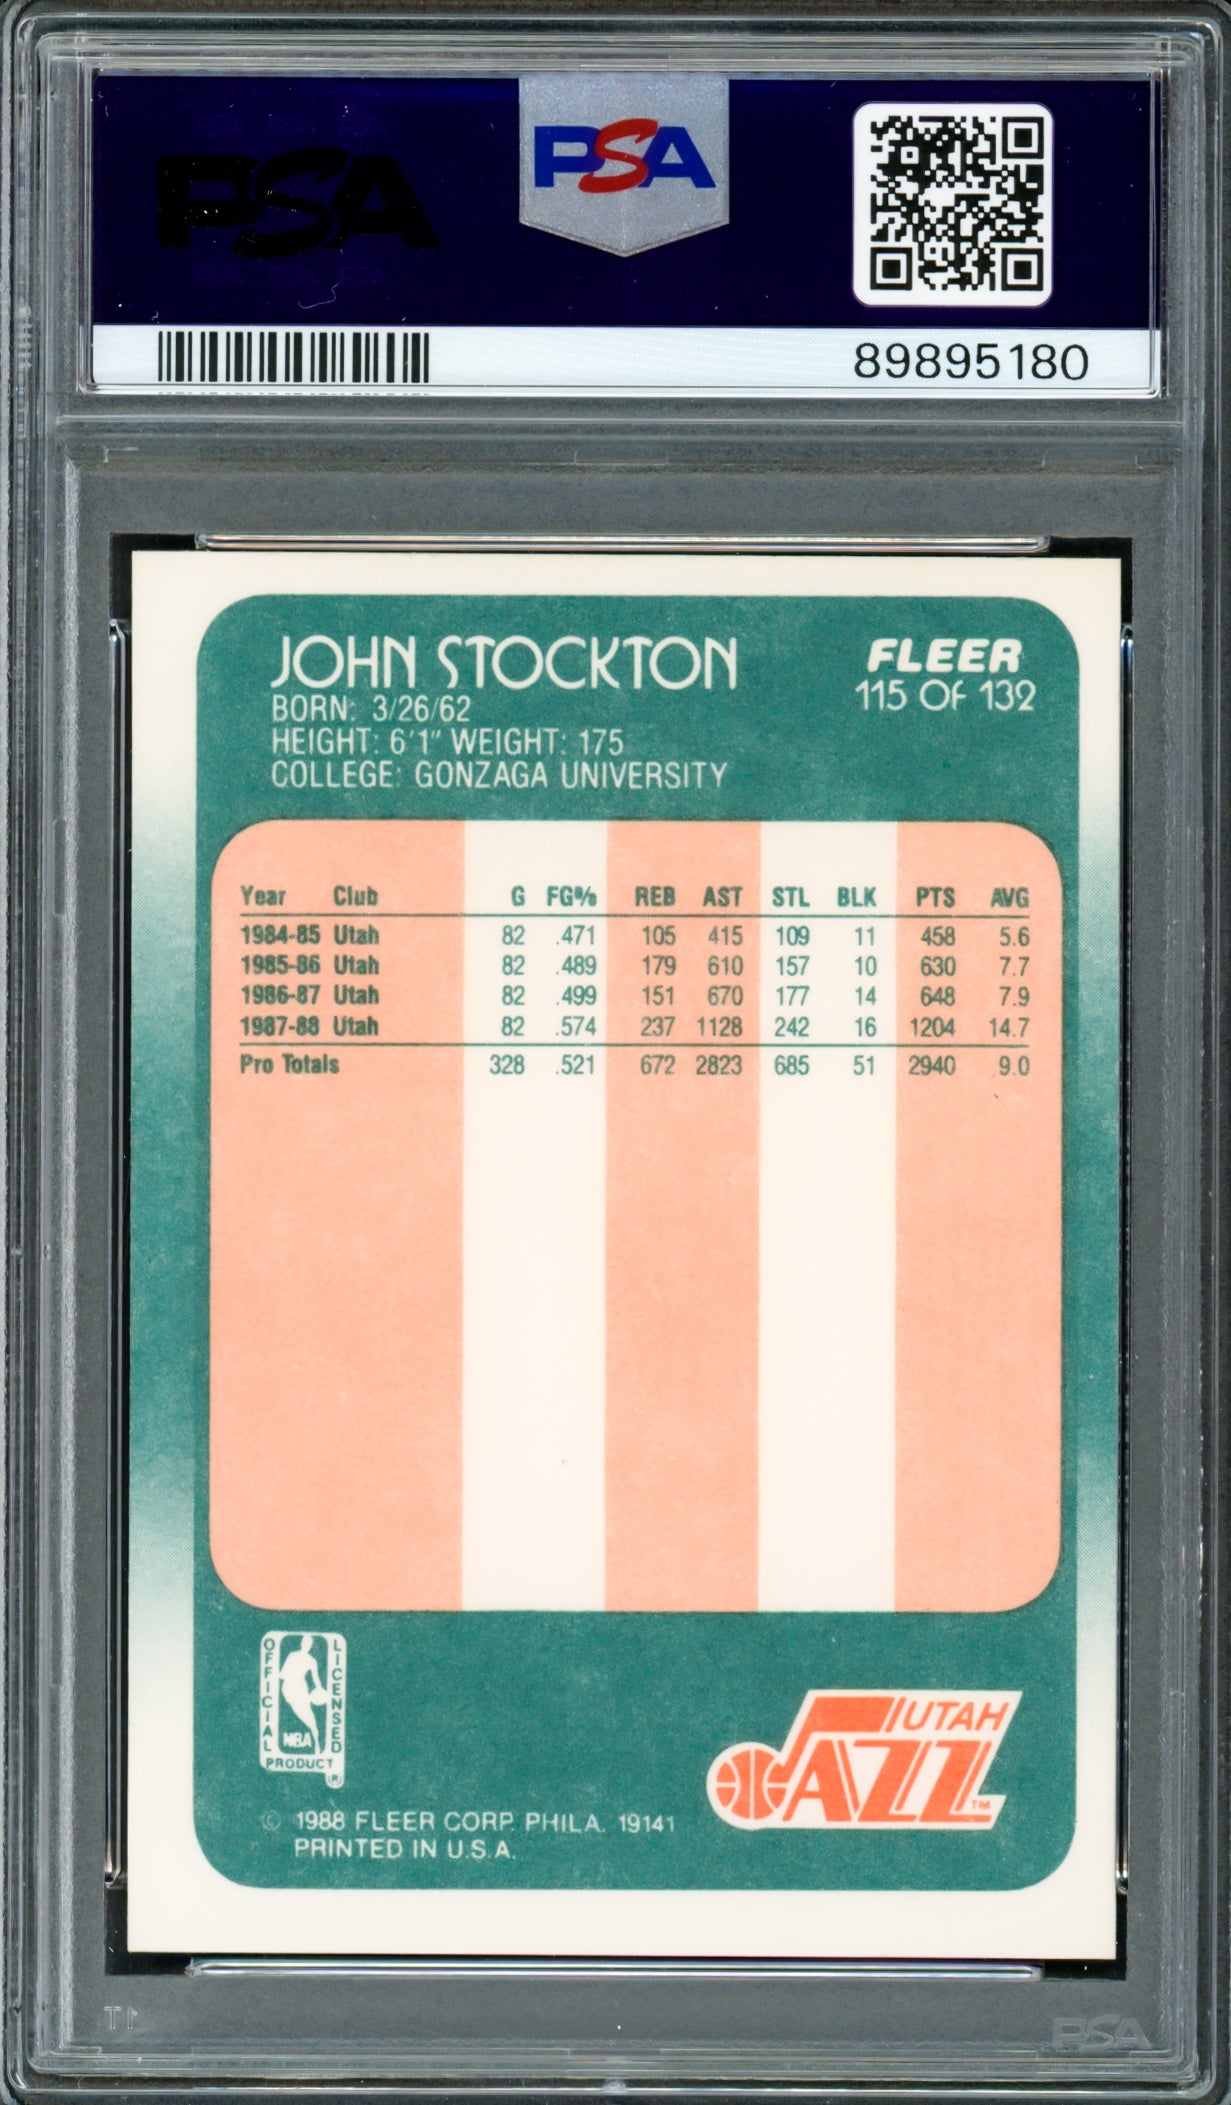 PSA
PSA
89895180
JOHN STOCKTON
BORN: 3/26/62
HEIGHT: 6'1" WEIGHT: 175
COLLEGE: GONZAGA UNIVERSITY
FLEER
115 OF 132
Year Club G FG% REB AST STL BLK PTS AVG
1984-85 Utah 82 .471 105 415 109 11 458 5.6
1985-86 Utah 82 .489 179 610 157 10 630 7.7
1986-87 Utah 82 .499 151 670 177 14 648 7.9
1987-88 Utah 82 .574 237 1128 242 16 1204 14.7
Pro Totals 328 .521 672 2823 685 51 2940 9.0
OFFICIAL
LICENSED
NBA
PRODUCT
®
UTAH
JAZZ
™
© 1988 FLEER CORP. PHILA. 19141
PRINTED IN U.S.A.
PSA